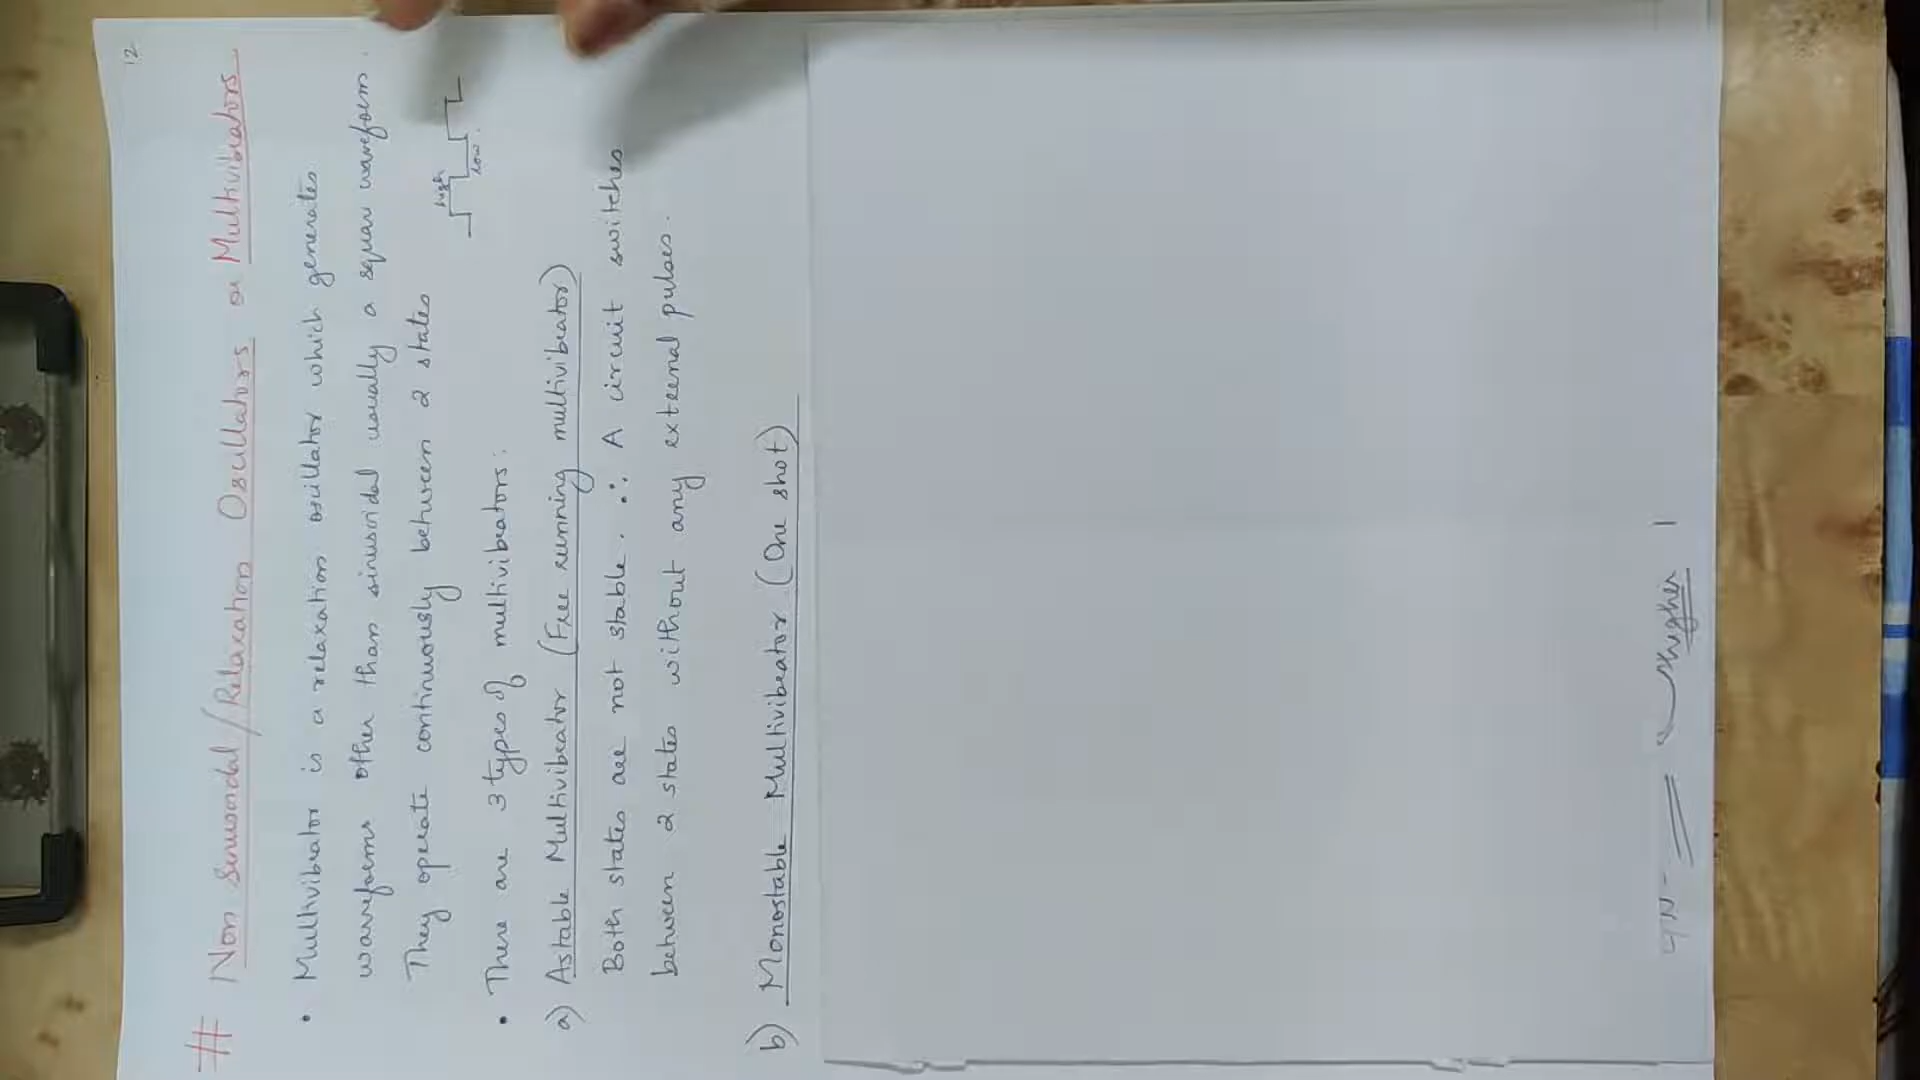 12
# Non Sinusoidal/Relaxation Oscillators or Multivibrators
• Multivibrator is a relaxation oscillator which generates
waveforms other than sinusoidal usually a square waveform.
They operate continuously between 2 states
high
low
• There are 3 types of multivibrators:
a) Astable Multivibrator (Free running multivibrator)
Both states are not stable. ∴ A circuit switches
between 2 states without any external pulses.
b) Monostable Multivibrator (One shot)
higher